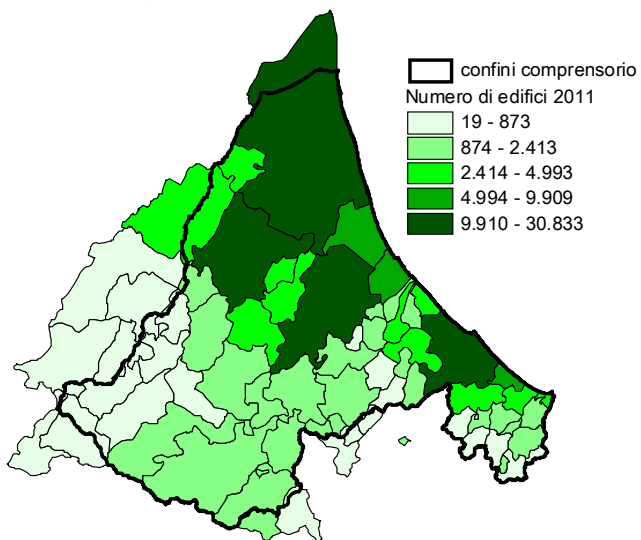 confini comprensorio
Numero di edifici 2011
19 - 873
874 - 2.413
2.414 - 4.993
4.994 - 9.909
9.910 - 30.833